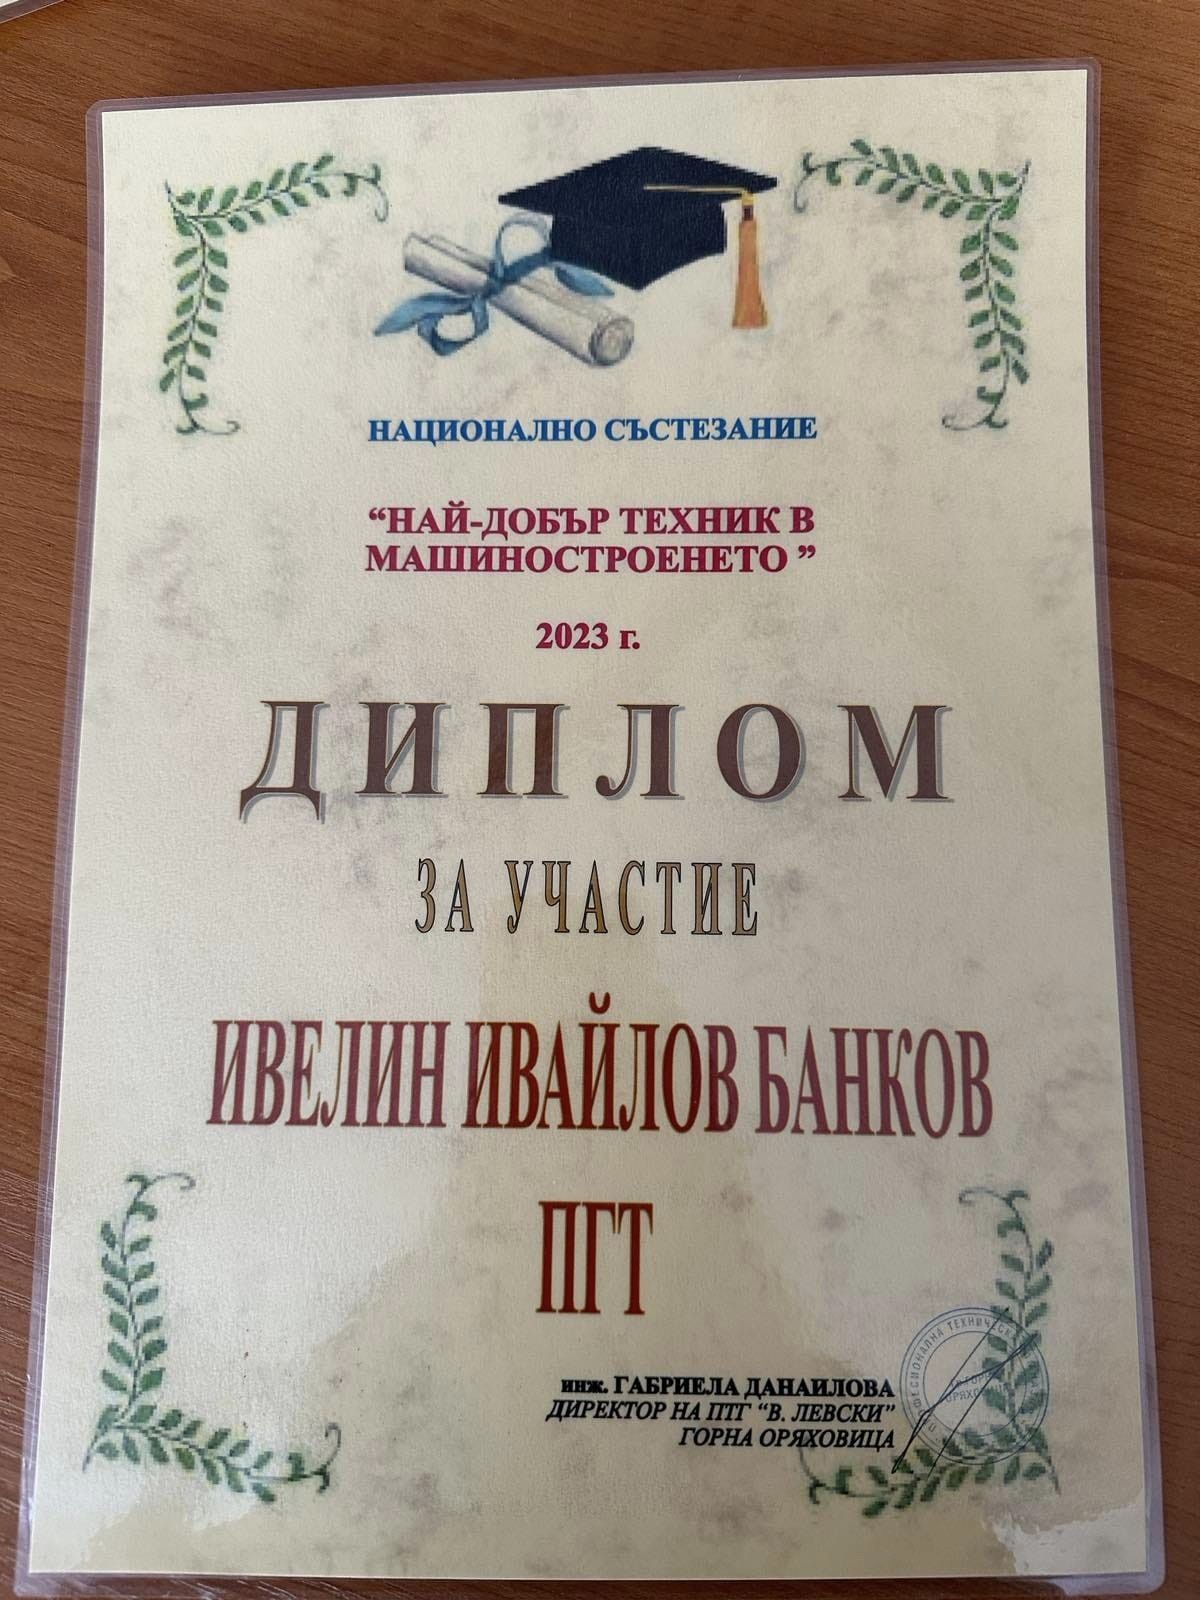 НАЦИОНАЛНО СЪСТЕЗАНИЕ
“НАЙ-ДОБЪР ТЕХНИК В
МАШИНОСТРОЕНЕТО ”
2023 г.
ДИПЛОМ
ЗА УЧАСТИЕ
ИВЕЛИН ИВАЙЛОВ БАНКОВ
ПГТ
инж. ГАБРИЕЛА ДАНАИЛОВА
ДИРЕКТОР НА ПТГ “В. ЛЕВСКИ”
ГОРНА ОРЯХОВИЦА